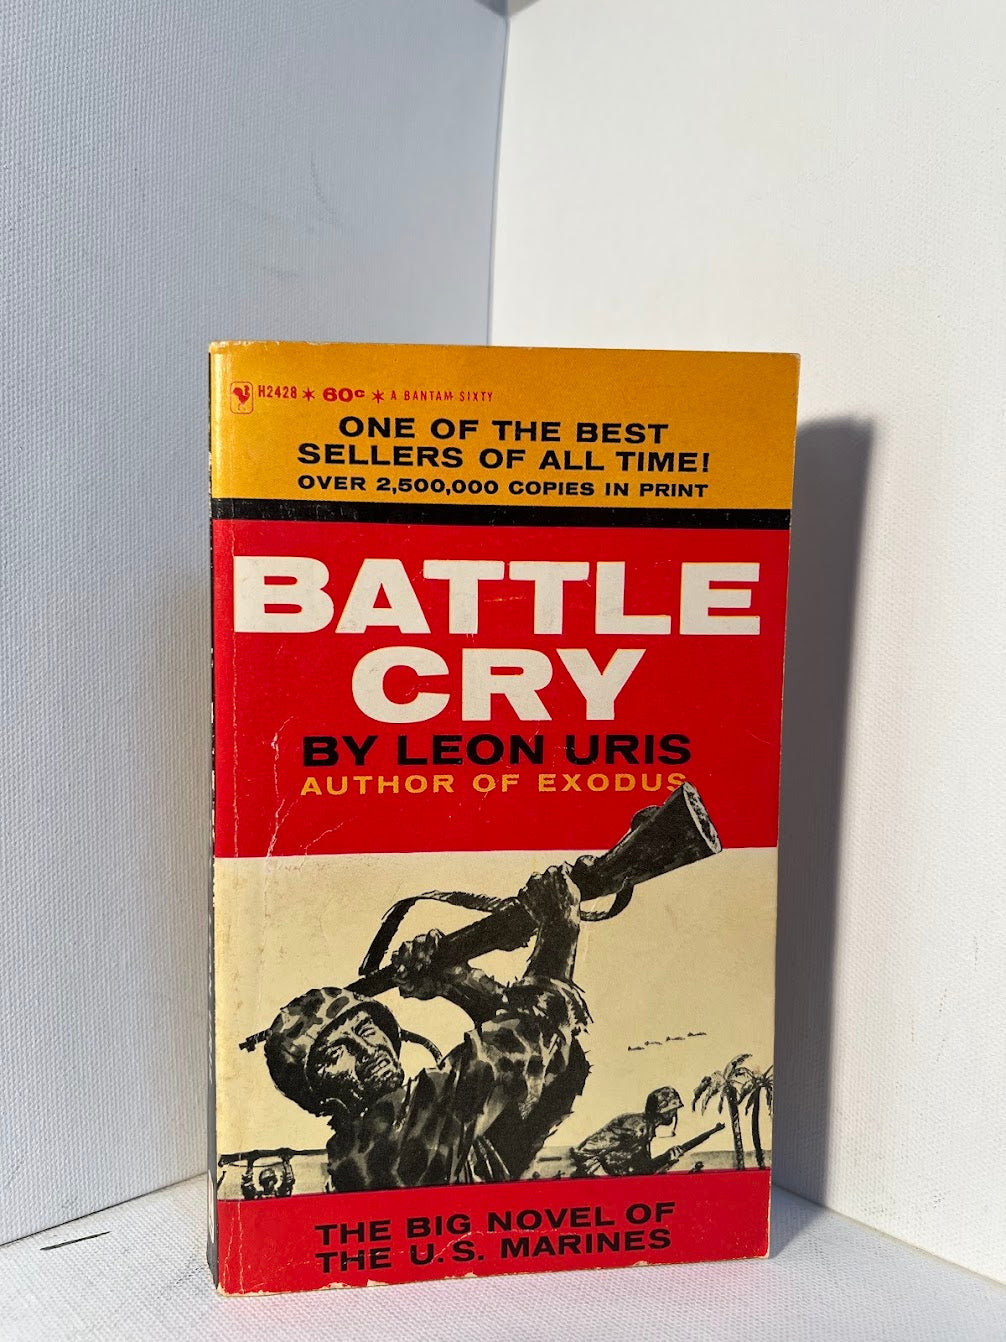 H2428 * 60c * A BANTAM SIXTY
ONE OF THE BEST
SELLERS OF ALL TIME!
OVER 2,500,000 COPIES IN PRINT
BATTLE
CRY
BY LEON URIS
AUTHOR OF EXODUS
THE BIG NOVEL OF
THE U.S. MARINES